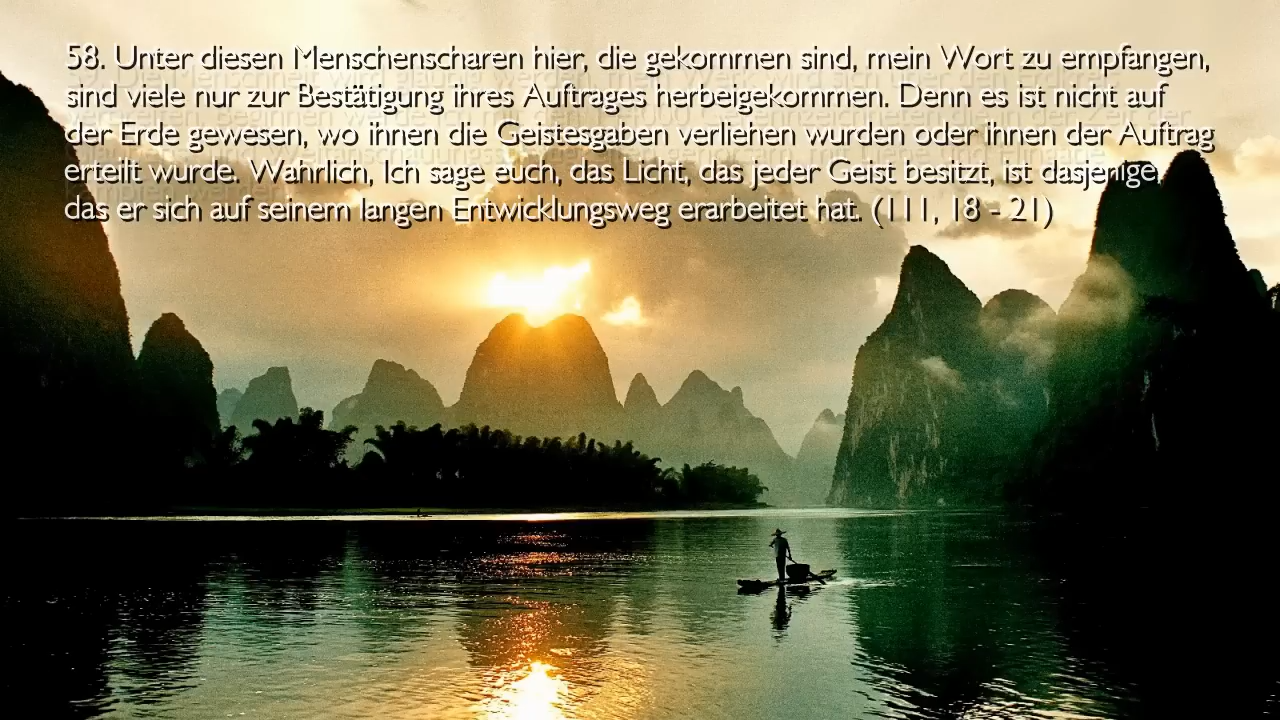 58. Unter diesen Menschenscharen hier, die gekommen sind, mein Wort zu empfangen,
sind viele nur zur Bestätigung ihres Auftrages herbeigekommen. Denn es ist nicht auf
der Erde gewesen, wo ihnen die Geistesgaben verliehen wurden oder ihnen der Auftrag
erteilt wurde. Wahrlich, Ich sage euch, das Licht, das jeder Geist besitzt, ist dasjenige,
das er sich auf seinem langen Entwicklungsweg erarbeitet hat. (111, 18 - 21)